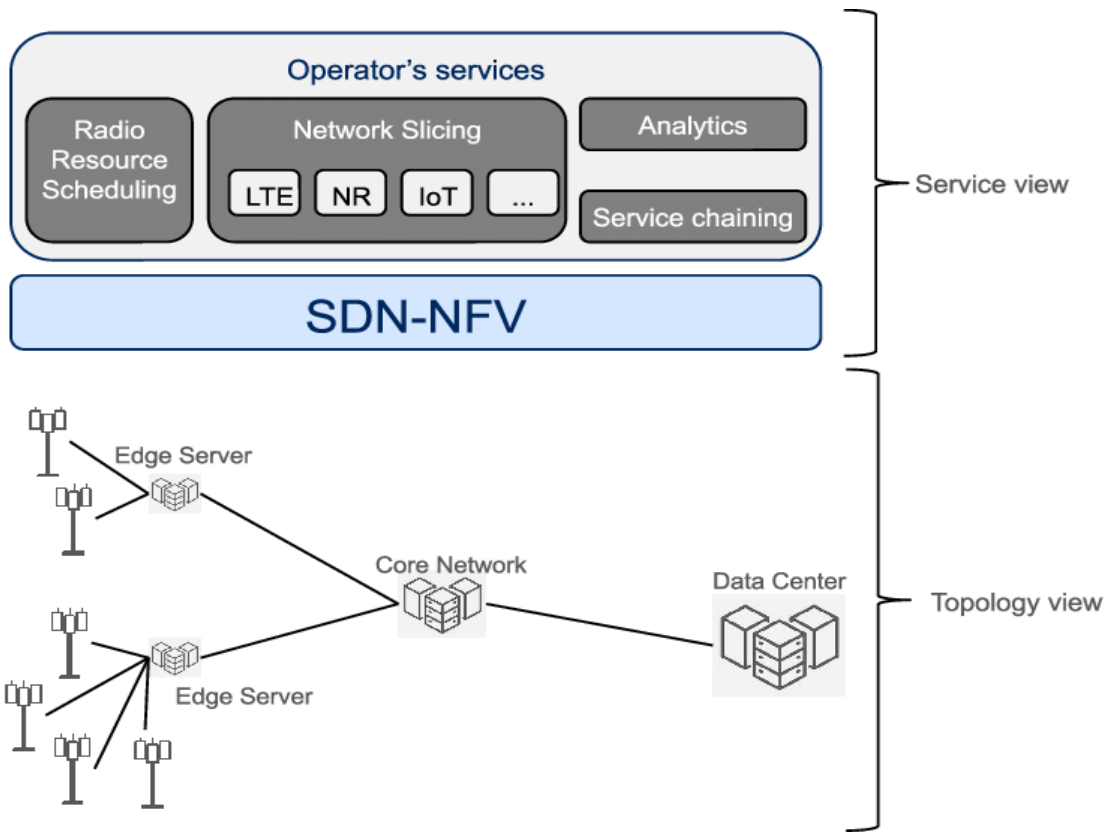 Operator’s services
Radio
Resource
Scheduling
Network Slicing
LTE
NR
IoT
...
Analytics
Service chaining
Service view
SDN-NFV
Edge Server
Core Network
Data Center
Topology view
Edge Server